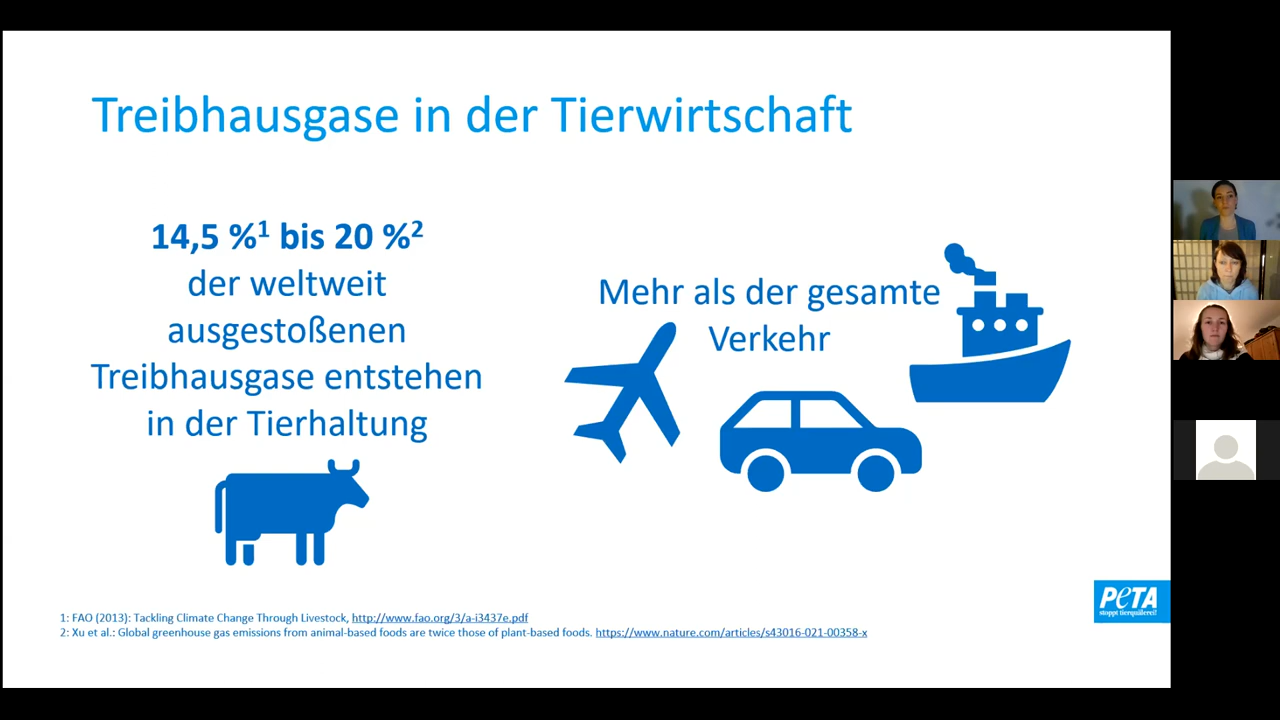 Treibhausgase in der Tierwirtschaft
14,5 %¹ bis 20 %²
der weltweit
ausgestoßenen
Treibhausgase entstehen
in der Tierhaltung
Mehr als der gesamte
Verkehr
1: FAO (2013): Tackling Climate Change Through Livestock, http://www.fao.org/3/a-i3437e.pdf
2: Xu et al.: Global greenhouse gas emissions from animal-based foods are twice those of plant-based foods. https://www.nature.com/articles/s43016-021-00358-x
PeTA
stoppt tierquälerei!